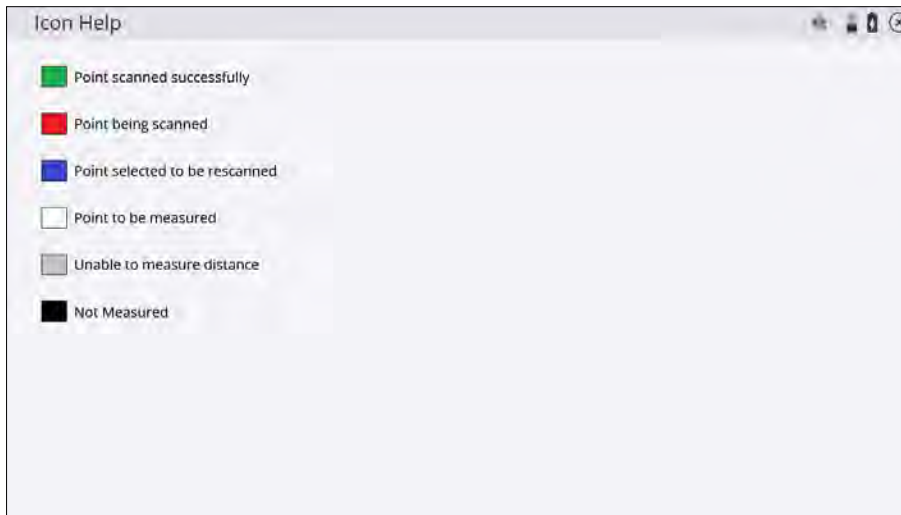 Icon Help
Point scanned successfully
Point being scanned
Point selected to be rescanned
Point to be measured
Unable to measure distance
Not Measured